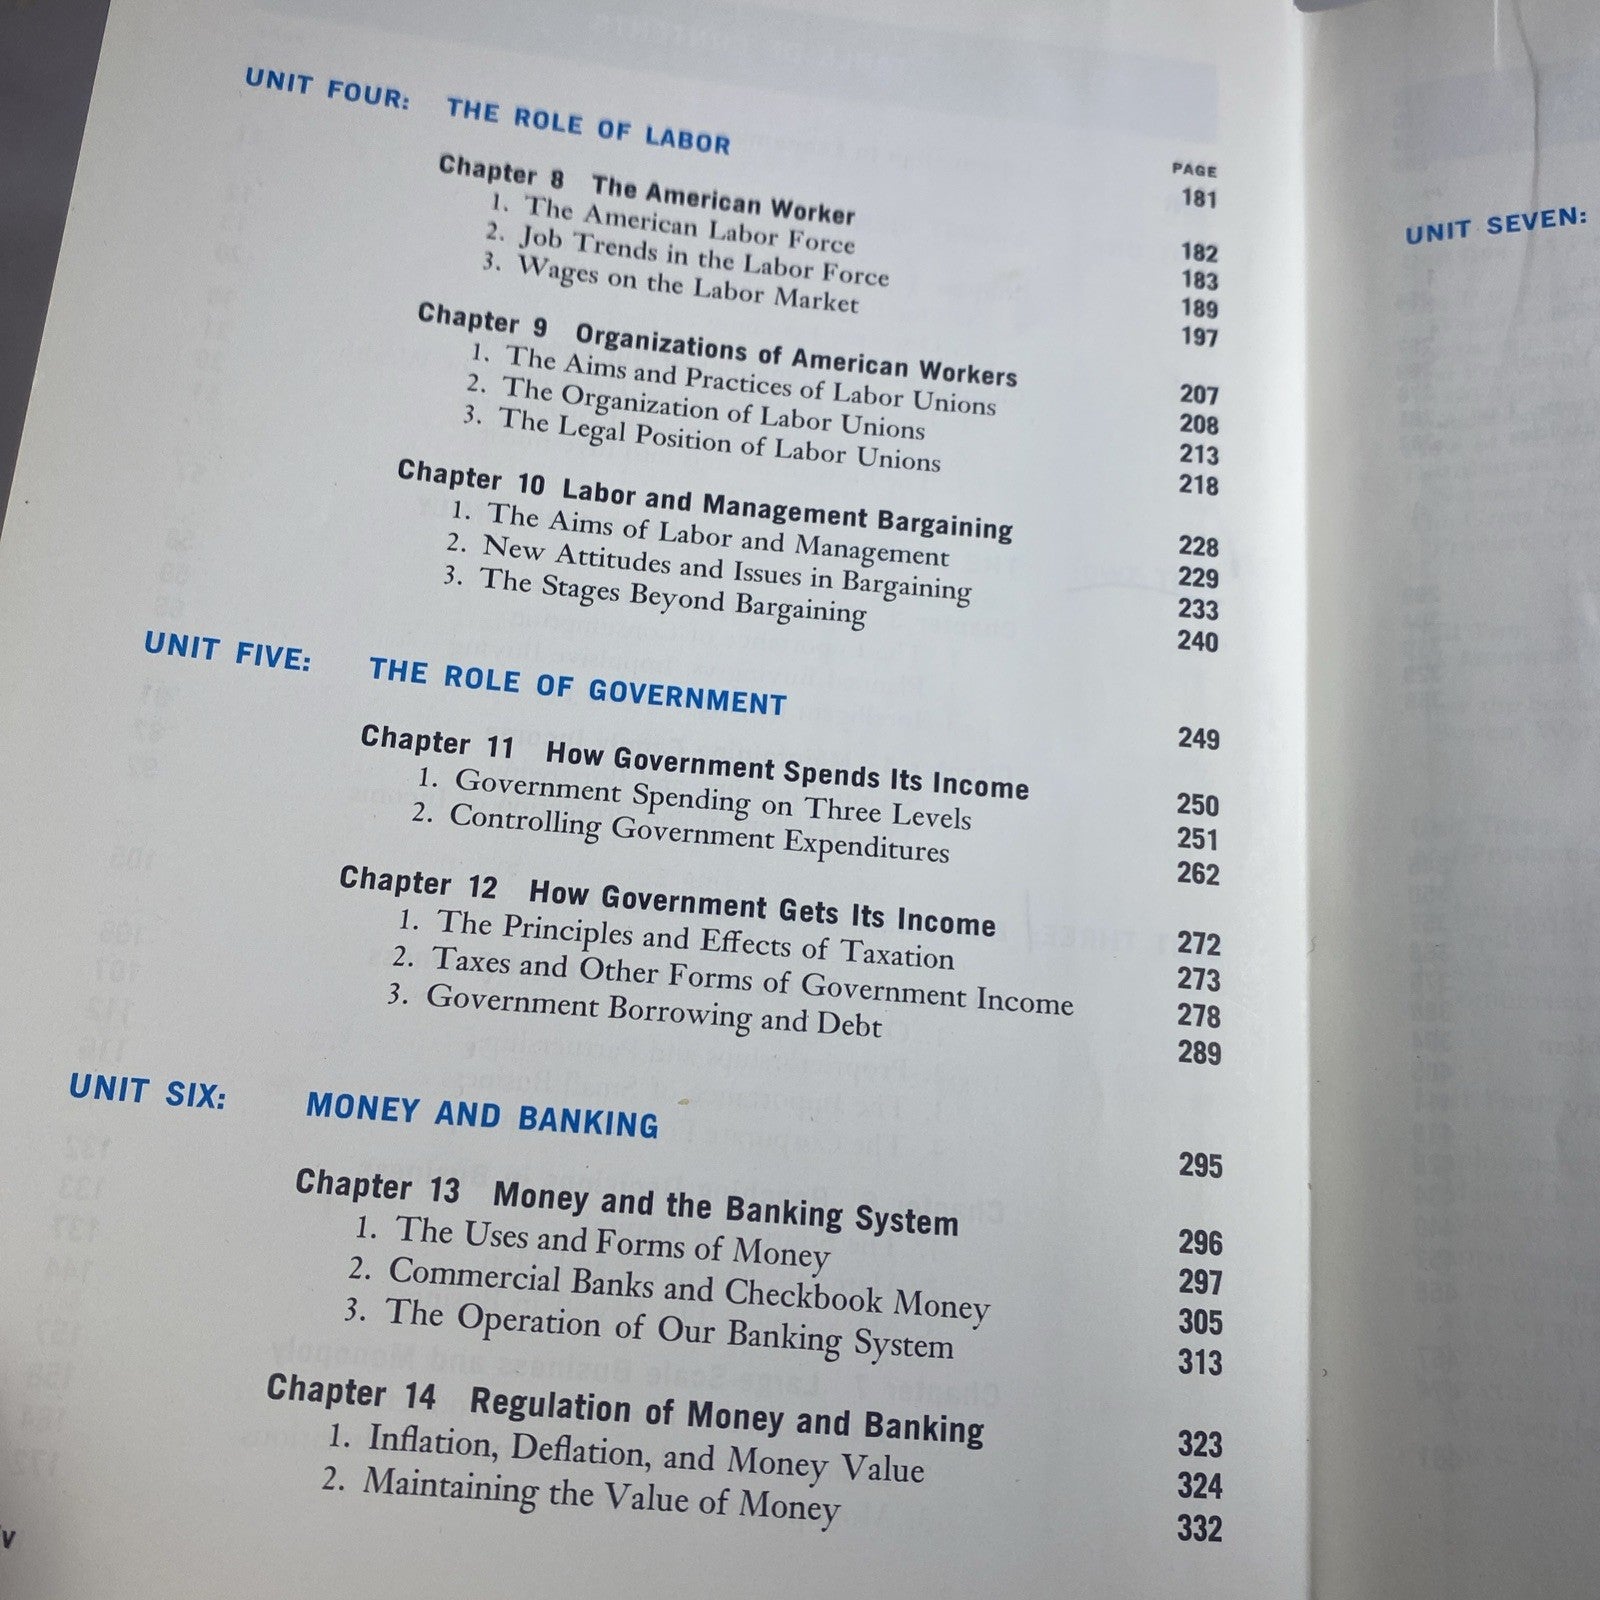 PAGE
UNIT FOUR: THE ROLE OF LABOR 181
Chapter 8 The American Worker 182
1. The American Labor Force 183
2. Job Trends in the Labor Force 189
3. Wages on the Labor Market 197
Chapter 9 Organizations of American Workers 207
1. The Aims and Practices of Labor Unions 208
2. The Organization of Labor Unions 213
3. The Legal Position of Labor Unions 218
Chapter 10 Labor and Management Bargaining 228
1. The Aims of Labor and Management 229
2. New Attitudes and Issues in Bargaining 233
3. The Stages Beyond Bargaining 240
UNIT FIVE: THE ROLE OF GOVERNMENT 249
Chapter 11 How Government Spends Its Income 250
1. Government Spending on Three Levels 251
2. Controlling Government Expenditures 262
Chapter 12 How Government Gets Its Income 272
1. The Principles and Effects of Taxation 273
2. Taxes and Other Forms of Government Income 278
3. Government Borrowing and Debt 289
UNIT SIX: MONEY AND BANKING 295
Chapter 13 Money and the Banking System 296
1. The Uses and Forms of Money 297
2. Commercial Banks and Checkbook Money 305
3. The Operation of Our Banking System 313
Chapter 14 Regulation of Money and Banking 323
1. Inflation, Deflation, and Money Value 324
2. Maintaining the Value of Money 332
UNIT SEVEN: